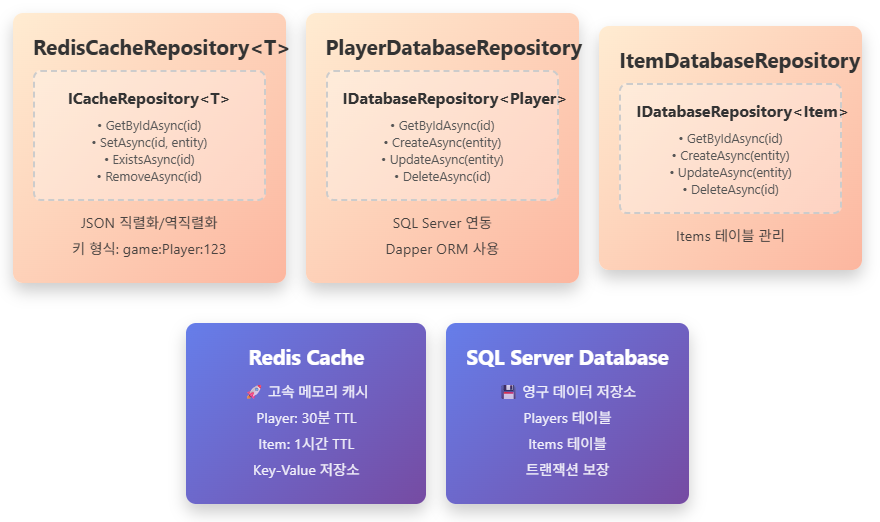 RedisCacheRepository<T>
ICacheRepository<T>
• GetByIdAsync(id)
• SetAsync(id, entity)
• ExistsAsync(id)
• RemoveAsync(id)
JSON 직렬화/역직렬화
키 형식: game:Player:123
PlayerDatabaseRepository
IDatabaseRepository<Player>
• GetByIdAsync(id)
• CreateAsync(entity)
• UpdateAsync(entity)
• DeleteAsync(id)
SQL Server 연동
Dapper ORM 사용
ItemDatabaseRepository
IDatabaseRepository<Item>
• GetByIdAsync(id)
• CreateAsync(entity)
• UpdateAsync(entity)
• DeleteAsync(id)
Items 테이블 관리
Redis Cache
🚀 고속 메모리 캐시
Player: 30분 TTL
Item: 1시간 TTL
Key-Value 저장소
SQL Server Database
💾 영구 데이터 저장소
Players 테이블
Items 테이블
트랜잭션 보장